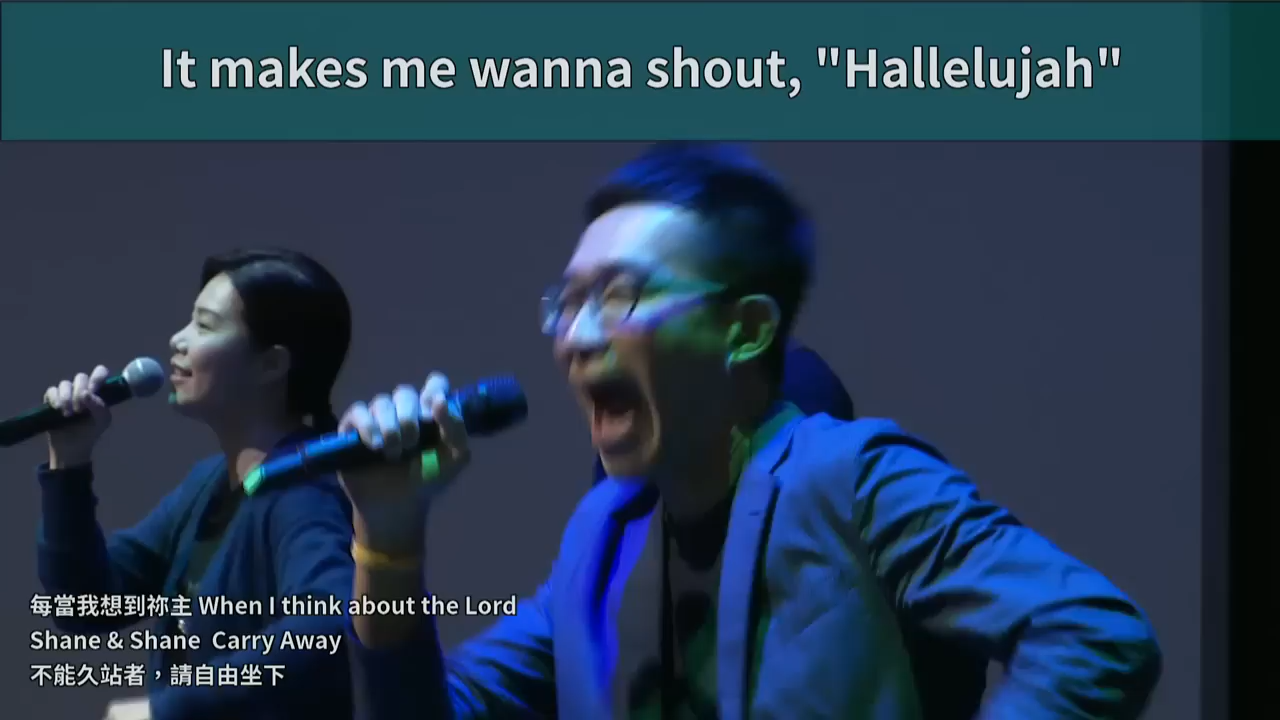 It makes me wanna shout, "Hallelujah"
每當我想到祢主 When I think about the Lord
Shane & Shane  Carry Away
不能久站者，請自由坐下